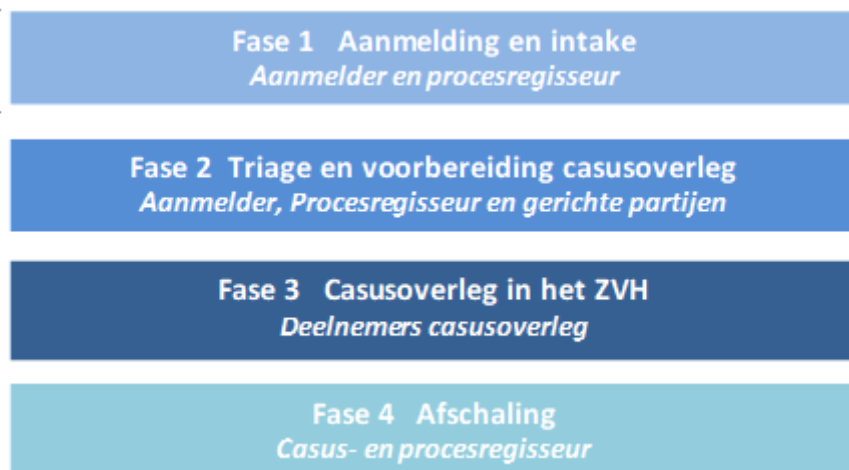 Fase 1 Aanmelding en intake
Aanmelder en procesregisseur
Fase 2 Triage en voorbereiding casusoverleg
Aanmelder, Procesregisseur en gerichte partijen
Fase 3 Casusoverleg in het ZVH
Deelnemers casusoverleg
Fase 4 Afschaling
Casus- en procesregisseur